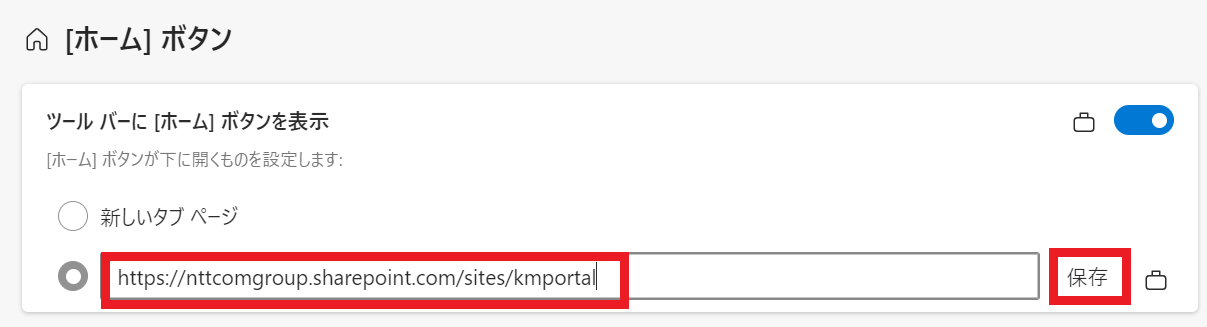 [ホーム] ボタン
ツール バーに [ホーム] ボタンを表示
[ホーム] ボタンが下に開くものを設定します:
新しいタブ ページ
https://nttcomgroup.sharepoint.com/sites/kmportal 保存